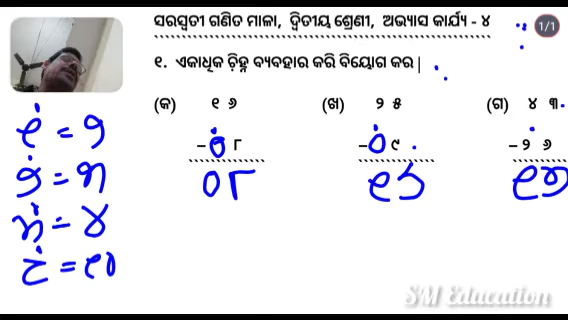 ସରସ୍ୱତୀ ଗଣିତ ମାଳା, ଦ୍ୱିତୀୟ ଶ୍ରେଣୀ, ଅଭ୍ୟାସ କାର୍ଯ୍ୟ - ୪
1/1
୧. ଏକାଧିକ ଚିହ୍ନ ବ୍ୟବହାର କରି ବିୟୋଗ କର |
(କ) ୧ ୬ (ଖ) ୨ ୫ (ଗ) ୪ ୩
- ୦ ୮ - ୦ ୯ - ୨ ୬
୦୮ ୧୬ ୧୭
୧ = ୨
୨ = ୩
୩ = ୪
୯ = ୧୦
SM Education